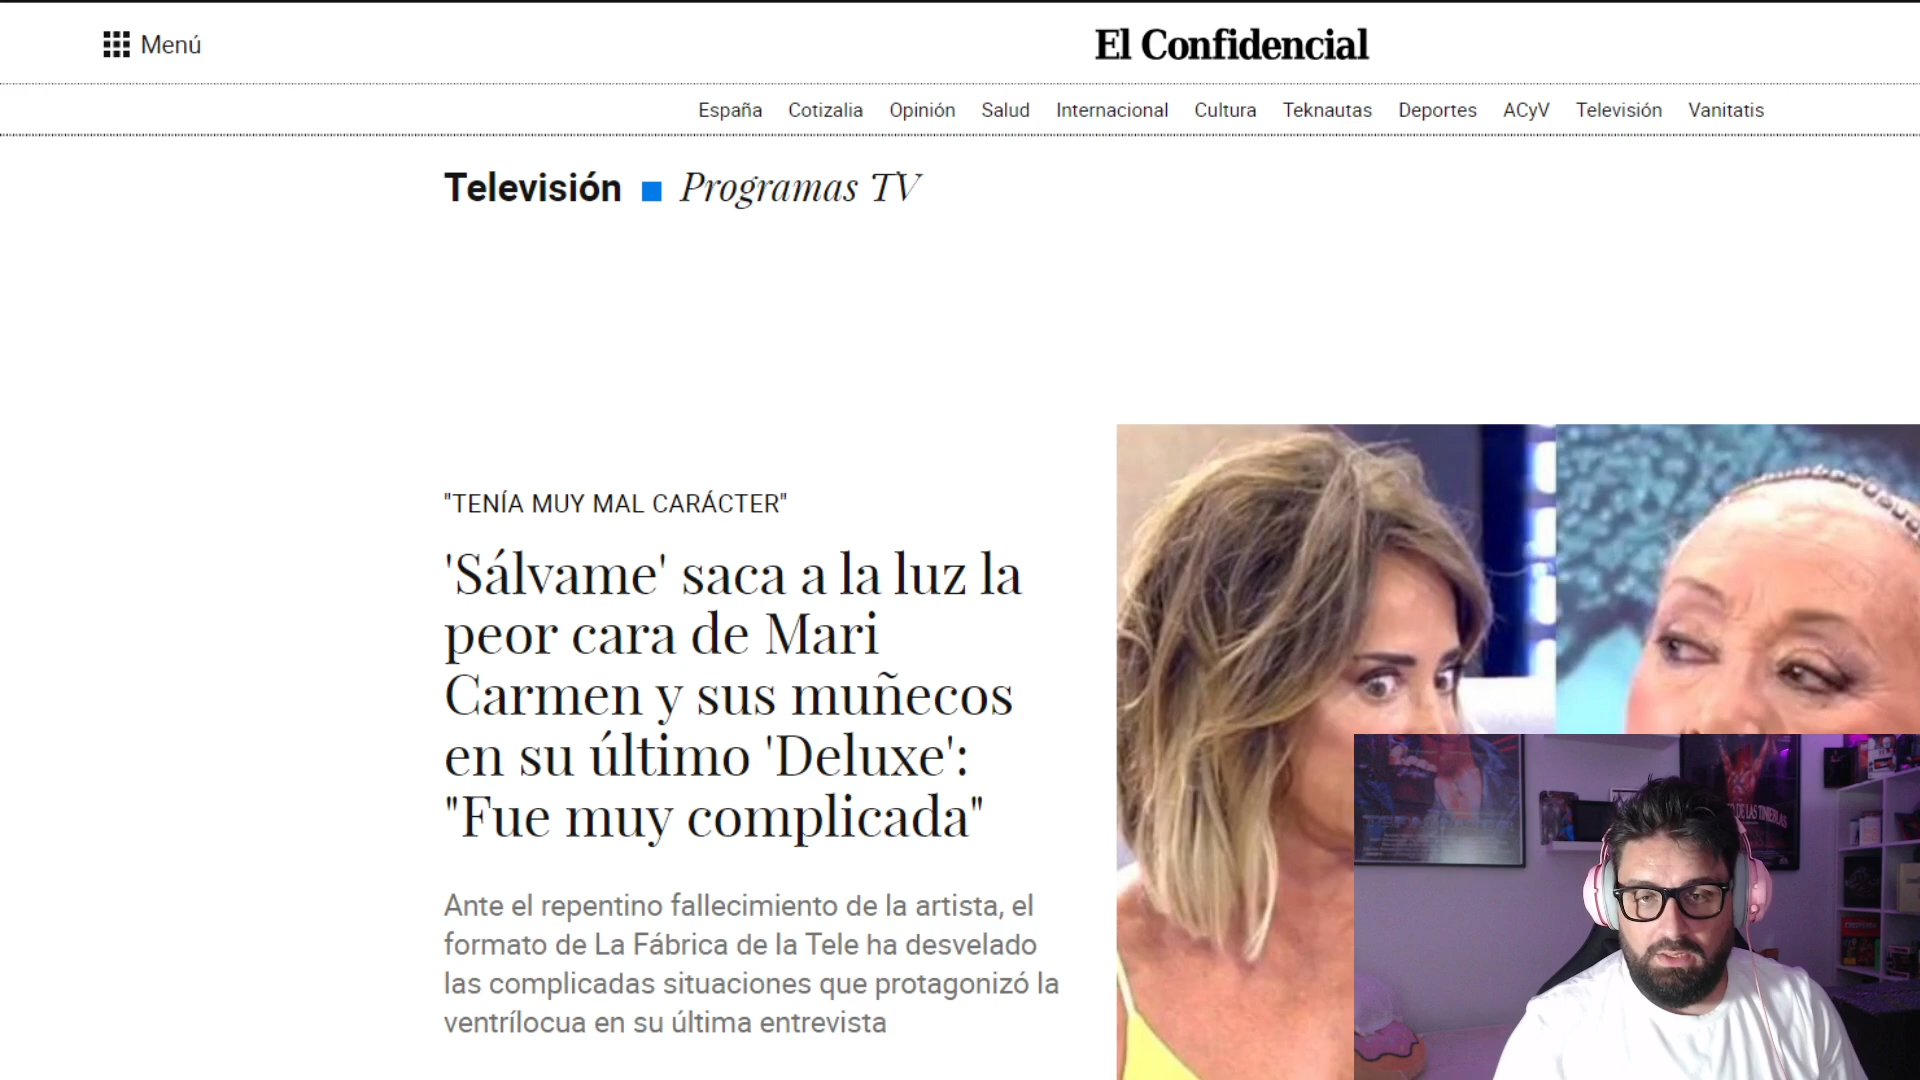 Menú
El Confidencial
España Cotizalia Opinión Salud Internacional Cultura Teknautas Deportes ACyV Televisión Vanitatis
Televisión Programas TV
"TENÍA MUY MAL CARÁCTER"
'Sálvame' saca a la luz la
peor cara de Mari
Carmen y sus muñecos
en su último 'Deluxe':
"Fue muy complicada"
Ante el repentino fallecimiento de la artista, el
formato de La Fábrica de la Tele ha desvelado
las complicadas situaciones que protagonizó la
ventrílocua en su última entrevista
DE LAS TINIEBLAS